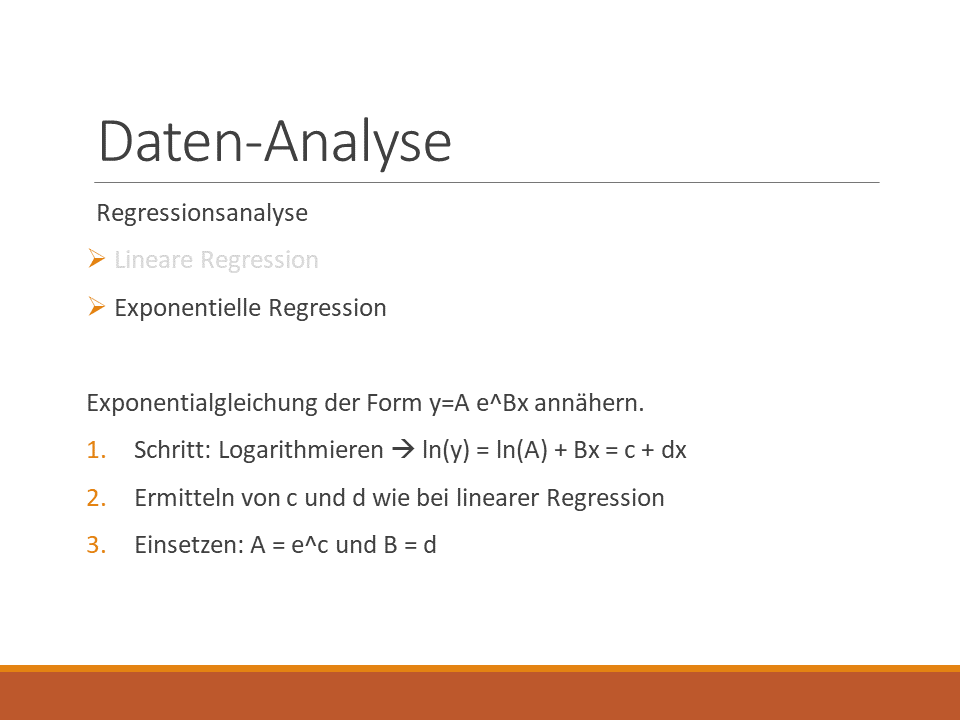 Daten-Analyse
Regressionsanalyse
➢ Lineare Regression
➢ Exponentielle Regression
Exponentialgleichung der Form y=A e^Bx annähern.
1. Schritt: Logarithmieren → ln(y) = ln(A) + Bx = c + dx
2. Ermitteln von c und d wie bei linearer Regression
3. Einsetzen: A = e^c und B = d